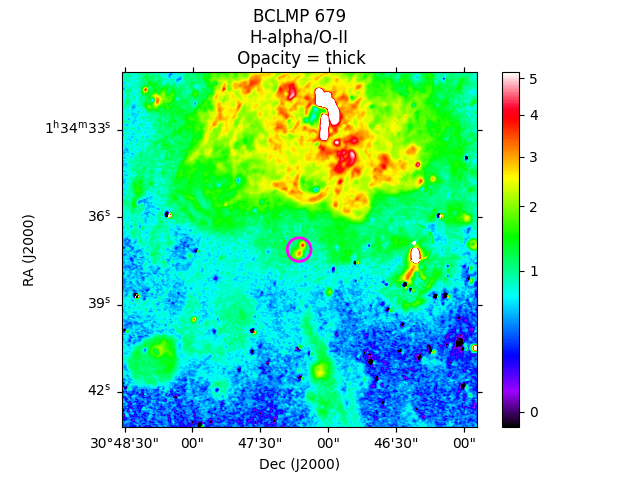 BCLMP 679
H-alpha/O-II
Opacity = thick
1ʰ34ᵐ33ˢ
36ˢ
39ˢ
42ˢ
RA (J2000)
30°48'30" 00" 47'30" 00" 46'30" 00"
Dec (J2000)
5
4
3
2
1
0